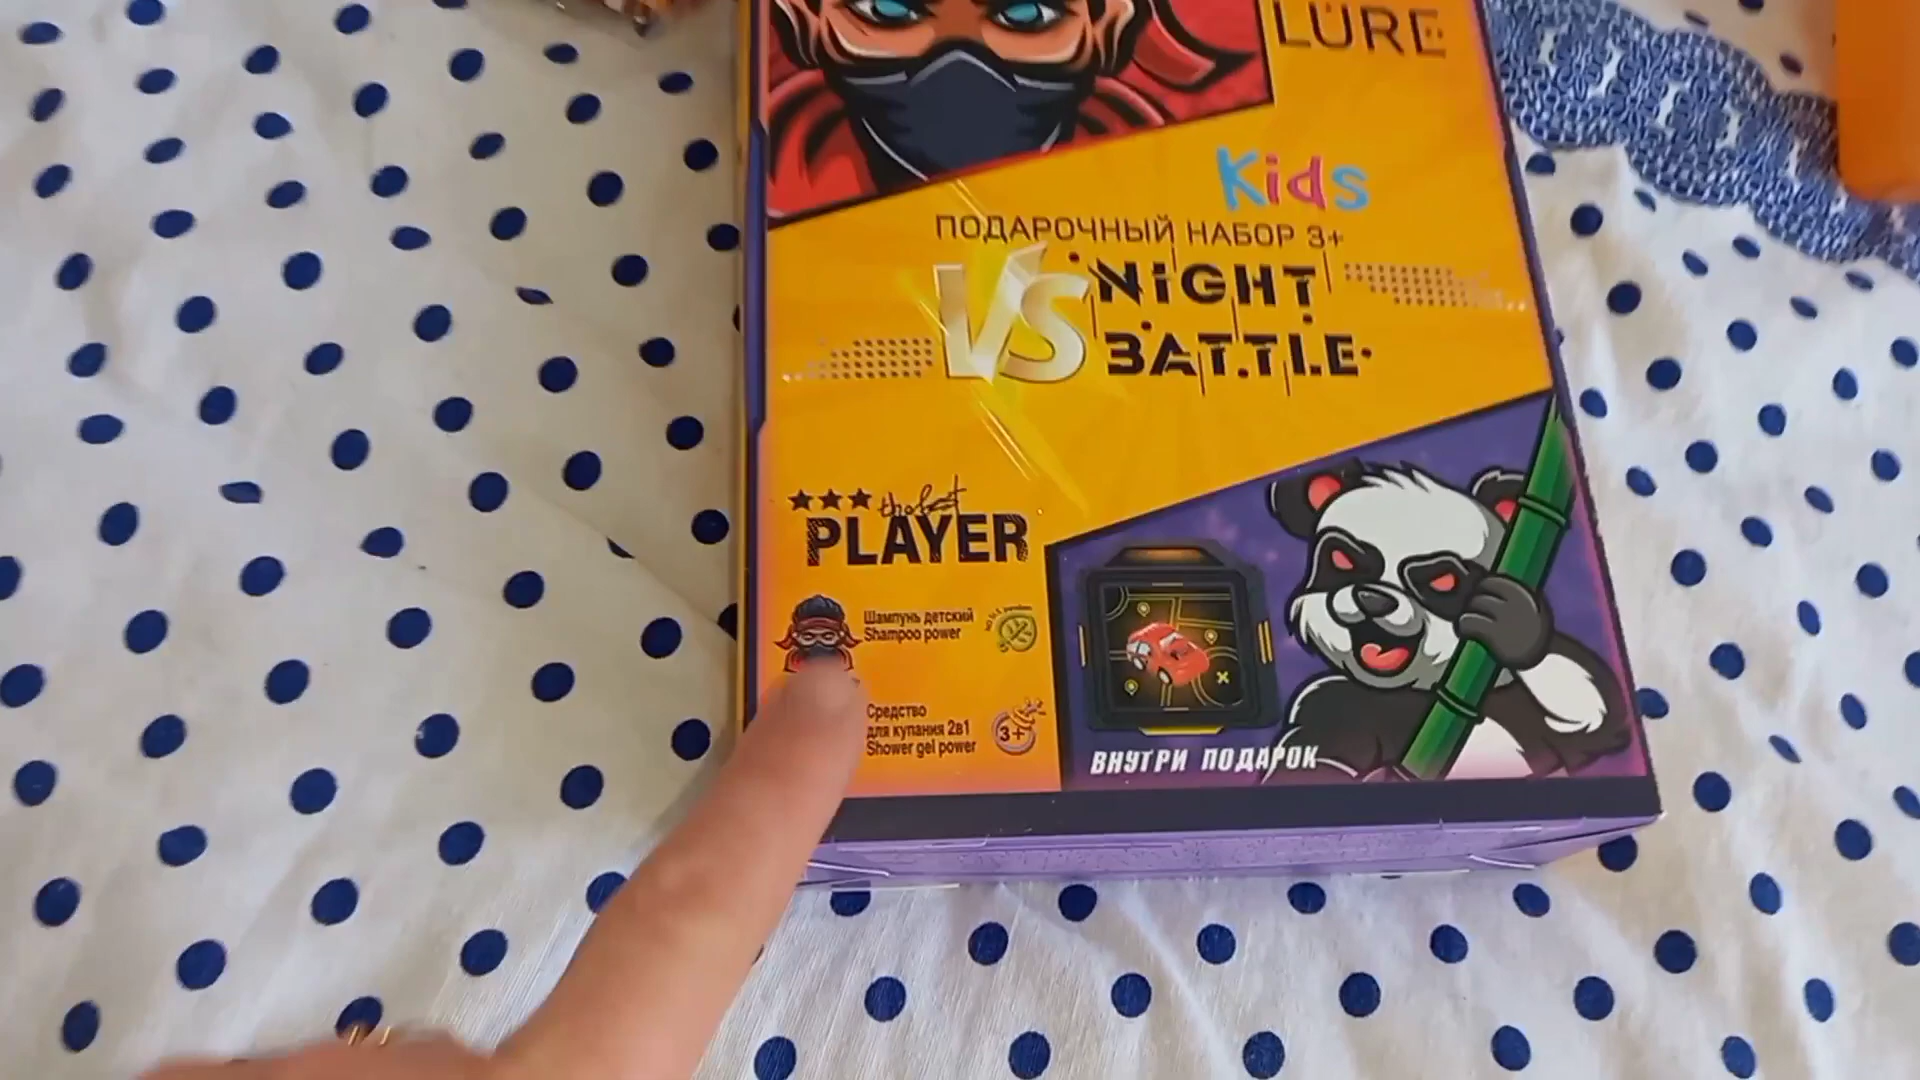 LURE
Kids
ПОДАРОЧНЫЙ НАБОР 3+
VS NIGHT
BATTLE
the best
PLAYER
Шампунь детский
Shampoo power
Средство
для купания 2в1
Shower gel power
3+
ВНУТРИ ПОДАРОК